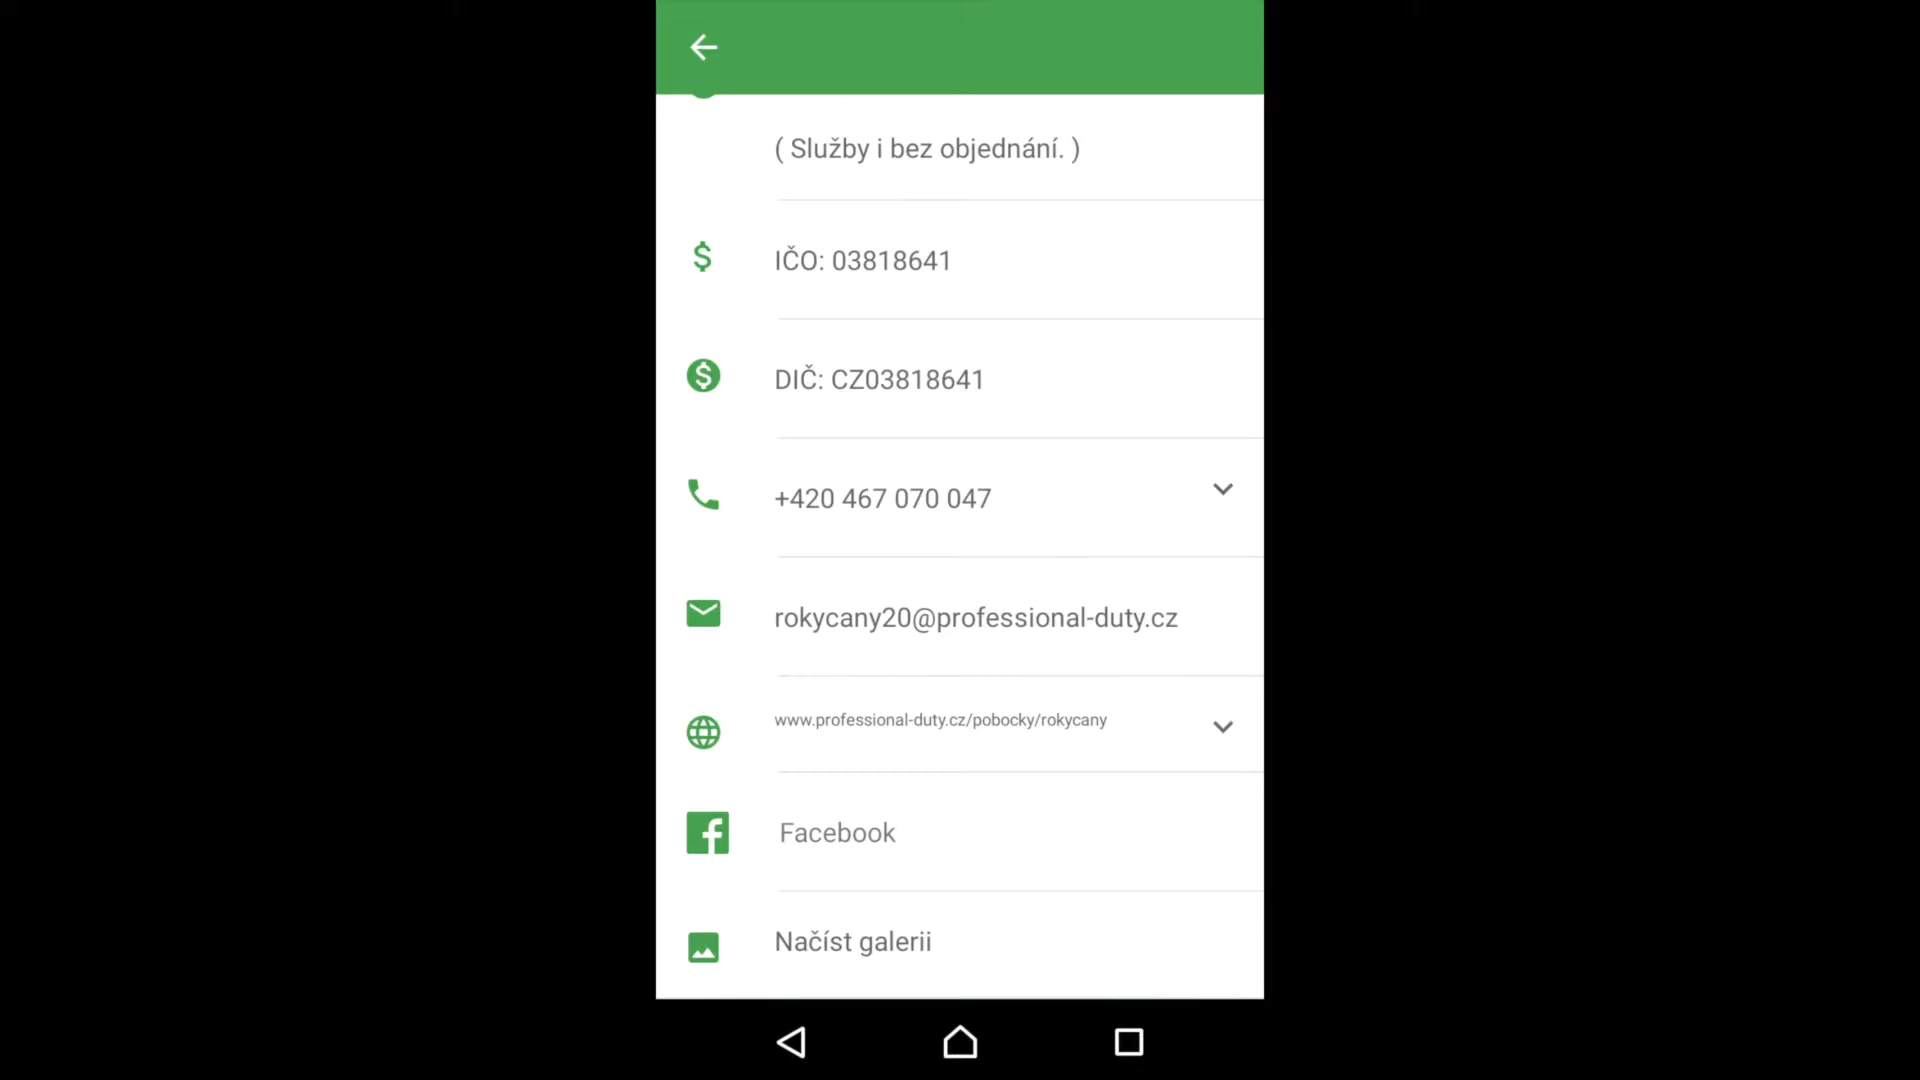 ( Služby i bez objednání. )
IČO: 03818641
DIČ: CZ03818641
+420 467 070 047
rokycany20@professional-duty.cz
www.professional-duty.cz/pobocky/rokycany
Facebook
Načíst galerii